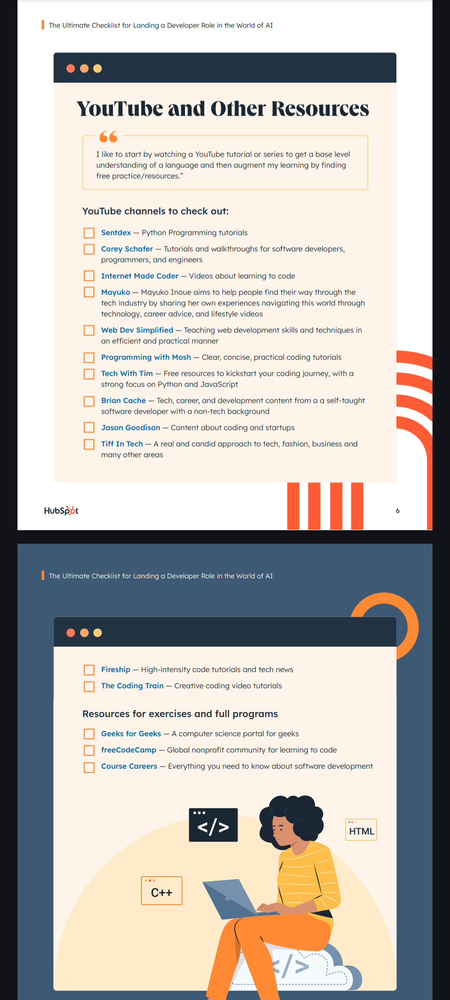 The Ultimate Checklist for Landing a Developer Role in the World of AI
YouTube and Other Resources
“
I like to start by watching a YouTube tutorial or series to get a base level
understanding of a language and then augment my learning by finding
free practice/resources.”
YouTube channels to check out:
Sentdex — Python Programming tutorials
Corey Schafer — Tutorials and walkthroughs for software developers,
programmers, and engineers
Internet Made Coder — Videos about learning to code
Mayuko — Mayuko Inoue aims to help people find their way through the
tech industry by sharing her own experiences navigating this world through
technology, career advice, and lifestyle videos
Web Dev Simplified — Teaching web development skills and techniques in
an efficient and practical manner
Programming with Mosh — Clear, concise, practical coding tutorials
Tech With Tim — Free resources to kickstart your coding journey, with a
strong focus on Python and JavaScript
Brian Cache — Tech, career, and development content from a a self-taught
software developer with a non-tech background
Jason Goodison — Content about coding and startups
Tiff In Tech — A real and candid approach to tech, fashion, business and
many other areas
HubSpot
6
The Ultimate Checklist for Landing a Developer Role in the World of AI
Fireship — High-intensity code tutorials and tech news
The Coding Train — Creative coding video tutorials
Resources for exercises and full programs
Geeks for Geeks — A computer science portal for geeks
freeCodeCamp — Global nonprofit community for learning to code
Course Careers — Everything you need to know about software development
</>
HTML
C++
</>